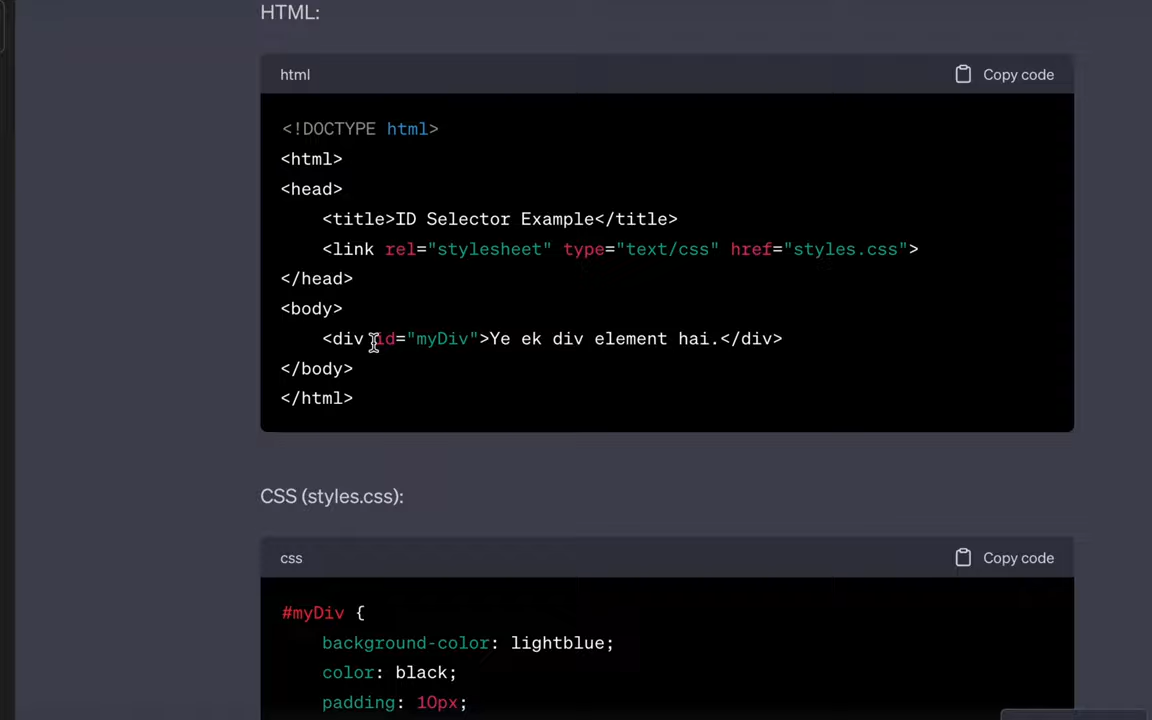 HTML:
html
Copy code
<!DOCTYPE html>
<html>
<head>
    <title>ID Selector Example</title>
    <link rel="stylesheet" type="text/css" href="styles.css">
</head>
<body>
    <div id="myDiv">Ye ek div element hai.</div>
</body>
</html>
CSS (styles.css):
css
Copy code
#myDiv {
    background-color: lightblue;
    color: black;
    padding: 10px;